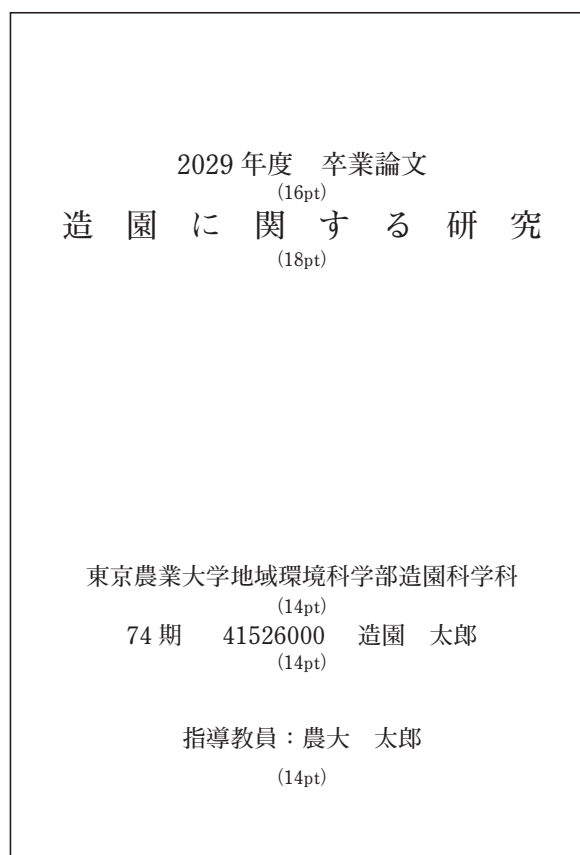 2029 年度　卒業論文
(16pt)
造 園 に 関 す る 研 究
(18pt)
東京農業大学地域環境科学部造園科学科
(14pt)
74 期　41526000　造園　太郎
(14pt)
指導教員：農大　太郎
(14pt)